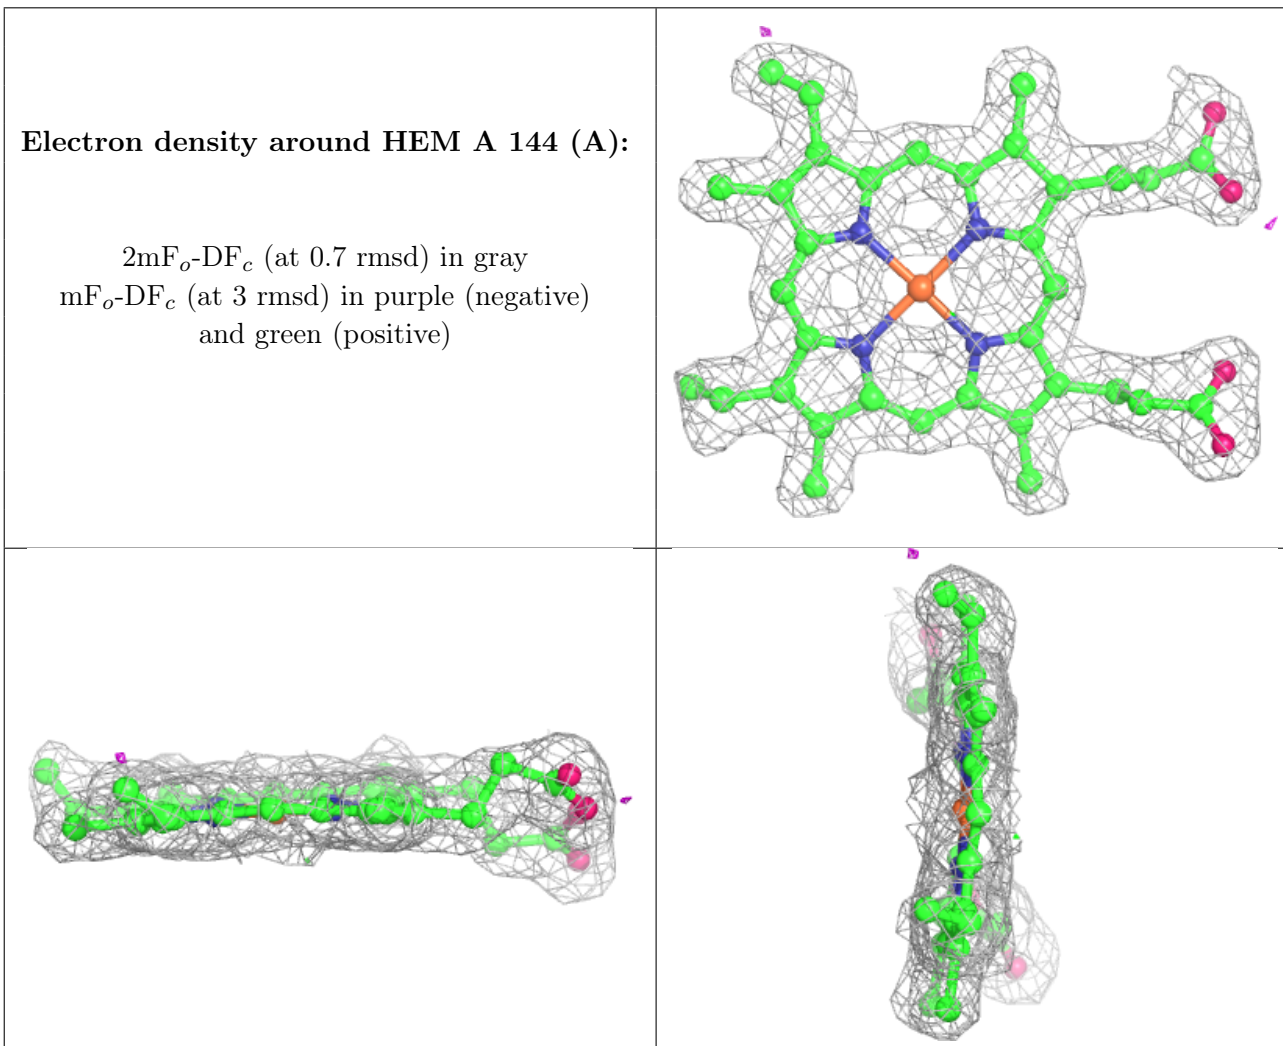 Electron density around HEM A 144 (A):
2mFo-DFc (at 0.7 rmsd) in gray
mFo-DFc (at 3 rmsd) in purple (negative)
and green (positive)